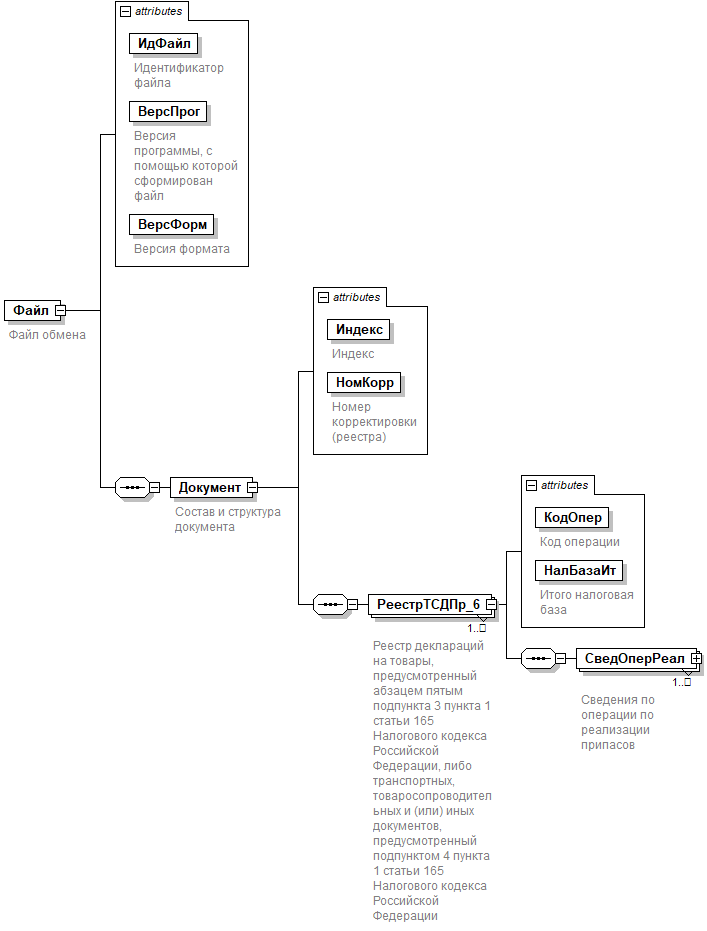 attributes
ИдФайл
Идентификатор
файла
ВерсПрог
Версия
программы, с
помощью которой
сформирован
файл
ВерсФорм
Версия формата
Файл
Файл обмена
attributes
Индекс
Индекс
НомКорр
Номер
корректировки
(реестра)
Документ
Состав и структура
документа
attributes
КодОпер
Код операции
НалБазаИт
Итого налоговая
база
РеестрТСДПр_6
1..□
Реестр деклараций
на товары,
предусмотренный
абзацем пятым
подпункта 3 пункта 1
статьи 165
Налогового кодекса
Российской
Федерации, либо
транспортных,
товаросопроводител
ьных и (или) иных
документов,
предусмотренный
подпунктом 4 пункта
1 статьи 165
Налогового кодекса
Российской
Федерации
СведОперРеал
1..□
Сведения по
операции по
реализации
припасов